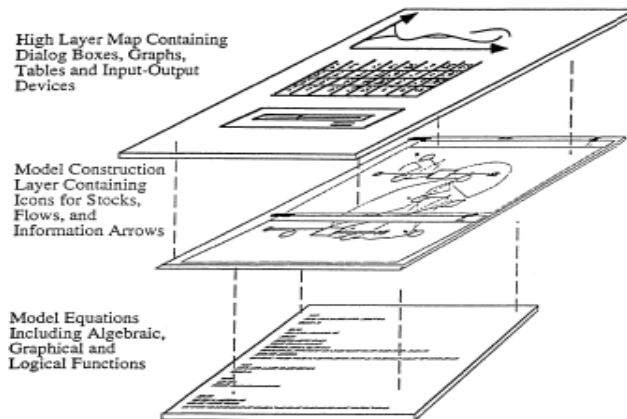 High Layer Map Containing
Dialog Boxes, Graphs,
Tables and Input-Output
Devices
Model Construction
Layer Containing
Icons for Stocks,
Flows, and
Information Arrows
Model Equations
Including Algebraic,
Graphical and
Logical Functions